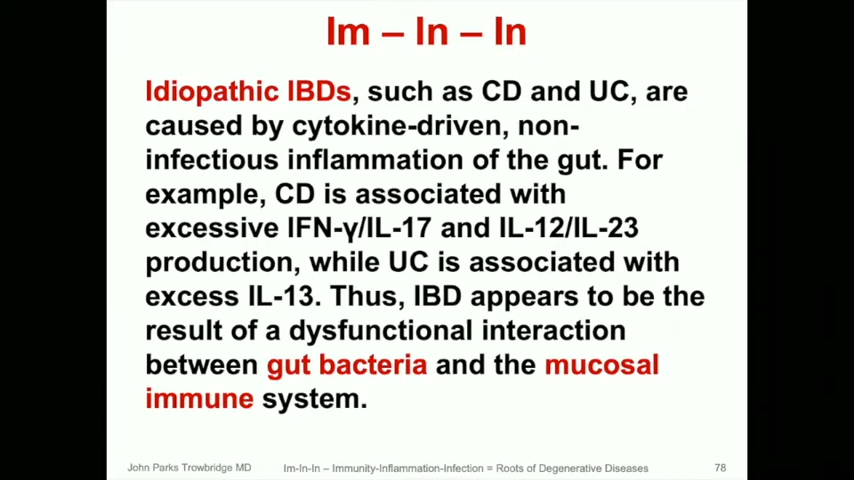 Im – In – In
Idiopathic IBDs, such as CD and UC, are
caused by cytokine-driven, non-
infectious inflammation of the gut. For
example, CD is associated with
excessive IFN-γ/IL-17 and IL-12/IL-23
production, while UC is associated with
excess IL-13. Thus, IBD appears to be the
result of a dysfunctional interaction
between gut bacteria and the mucosal
immune system.
John Parks Trowbridge MD Im-In-In – Immunity-Inflammation-Infection = Roots of Degenerative Diseases 78